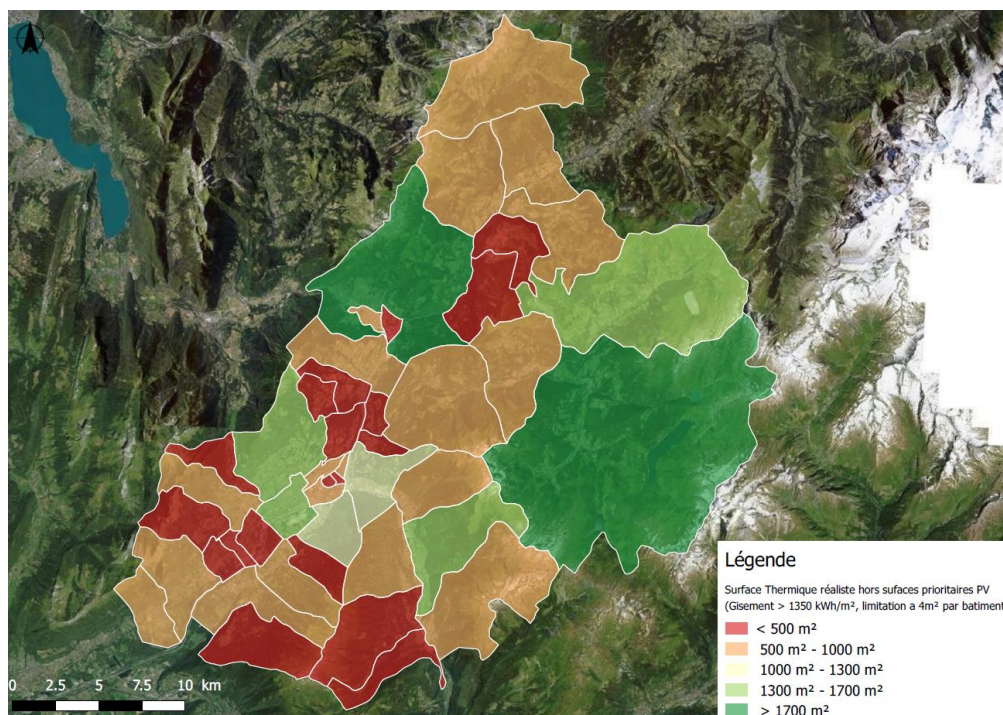 Légende
Surface Thermique réaliste hors sufaces prioritaires PV
(Gisement > 1350 kWh/m², limitation a 4m² par batiment
< 500 m²
500 m² - 1000 m²
1000 m² - 1300 m²
1300 m² - 1700 m²
> 1700 m²
0 2.5 5 7.5 10 km